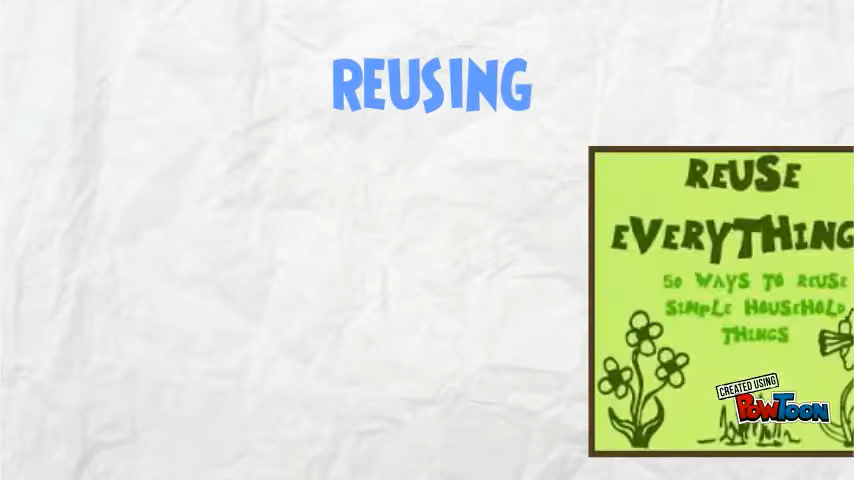 REUSING
REUSE
EVERYTHING
50 WAYS TO REUSE
SIMPLE HOUSEHOLD
THINGS
CREATED USING
POWTOON